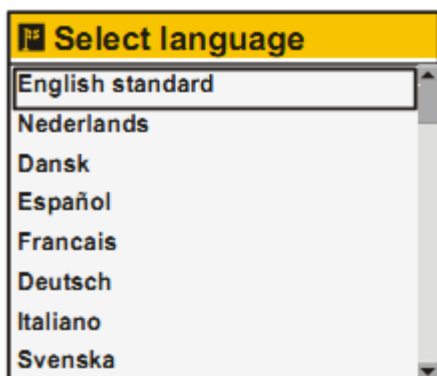 Select language
English standard
Nederlands
Dansk
Español
Francais
Deutsch
Italiano
Svenska